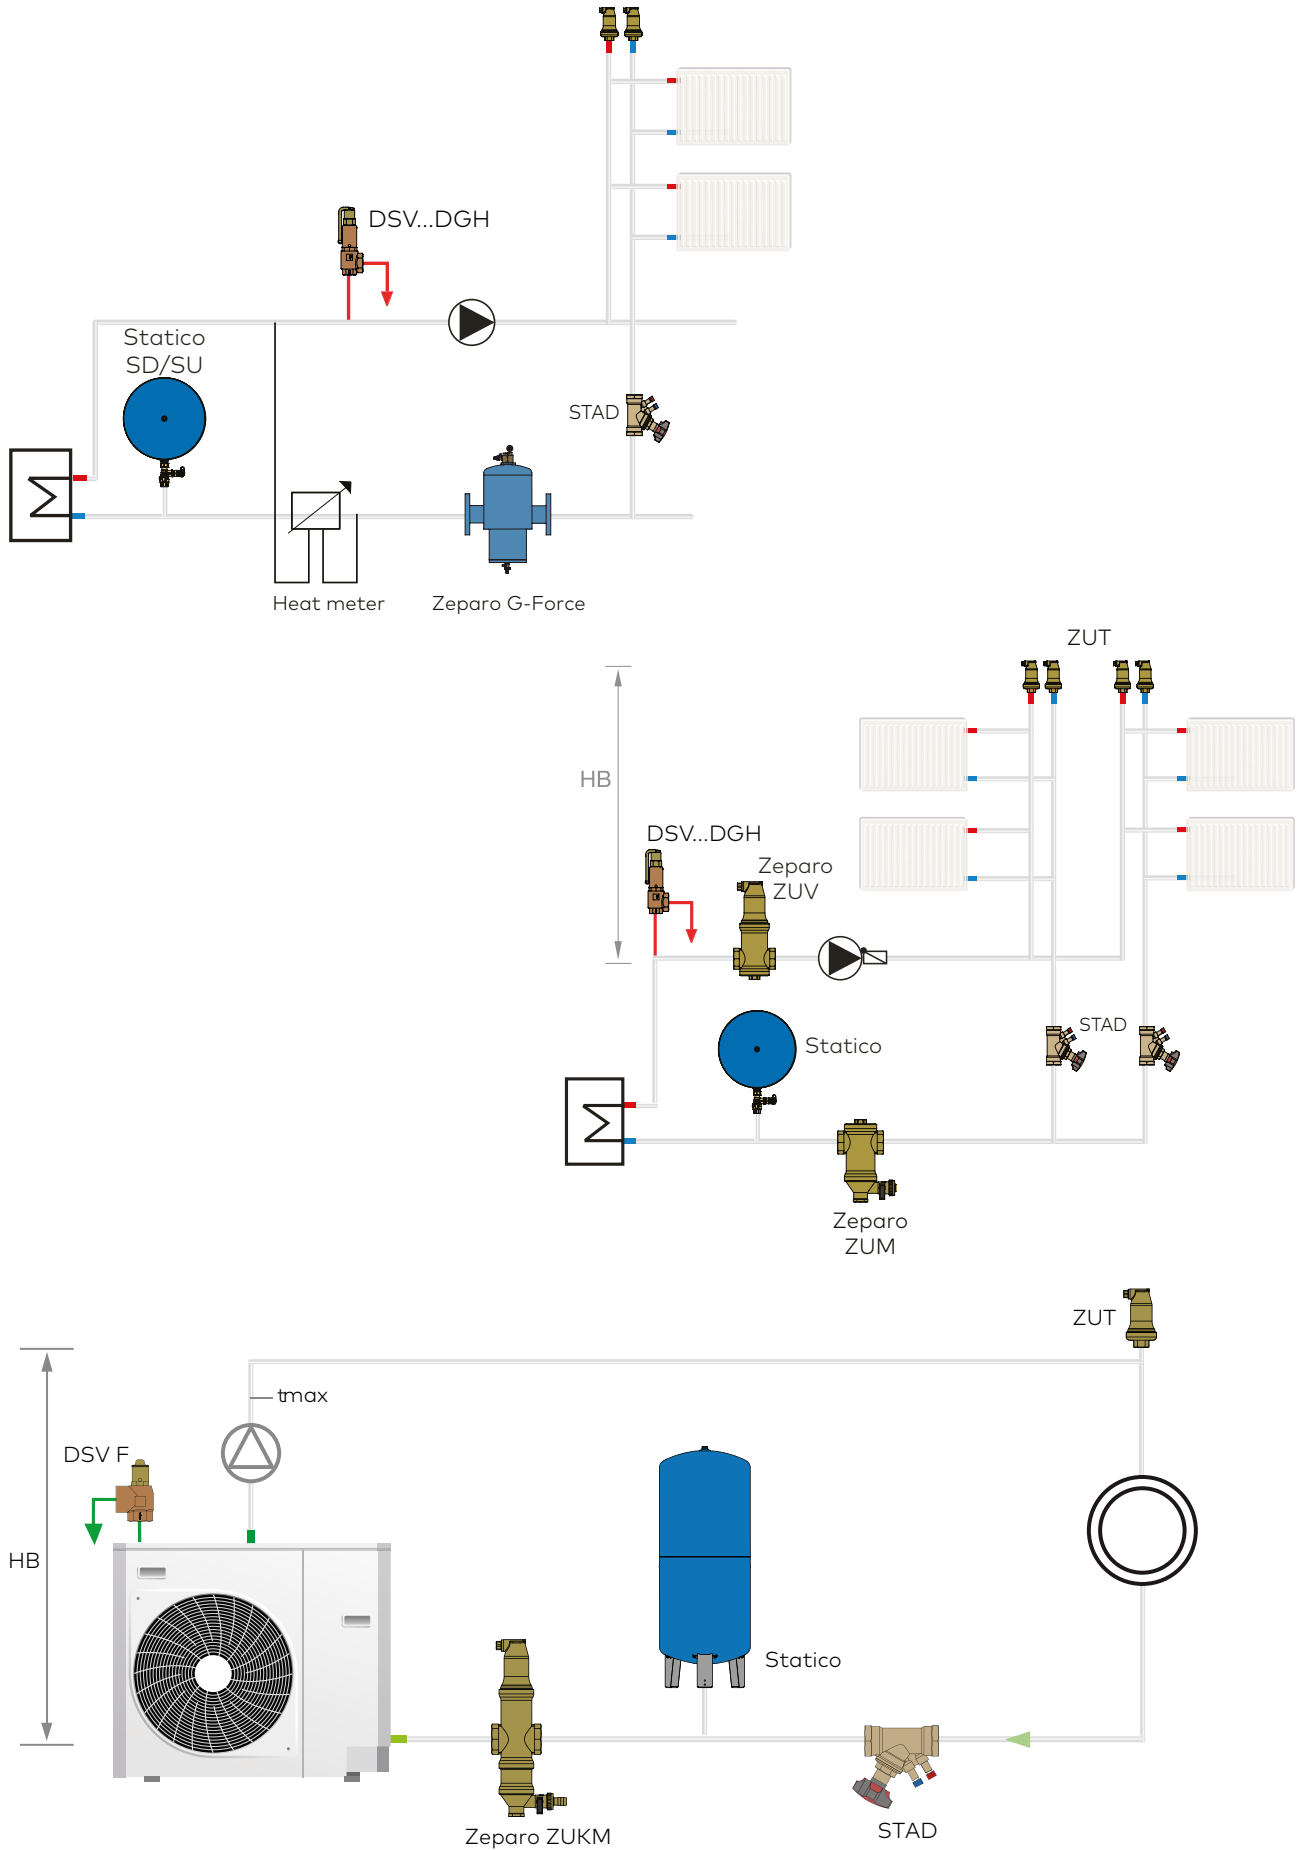 DSV...DGH
Statico
SD/SU
STAD
Heat meter
Zeparo G-Force
ZUT
HB
DSV...DGH
Zeparo
ZUV
STAD
Statico
Zeparo
ZUM
ZUT
tmax
DSV F
HB
Statico
STAD
Zeparo ZUKM